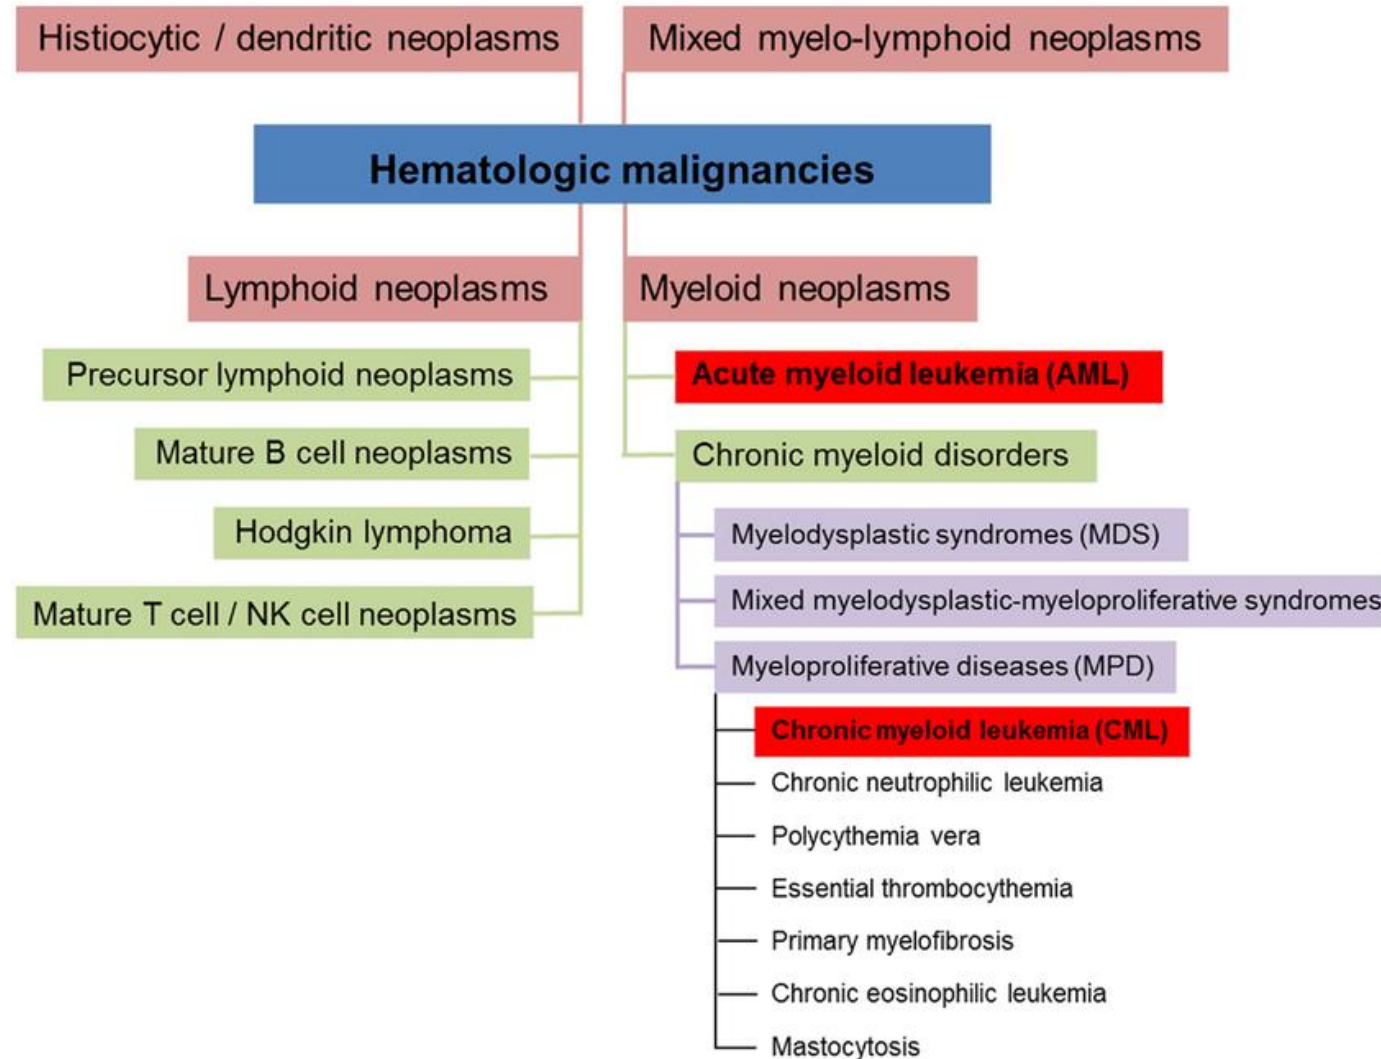 Histiocytic / dendritic neoplasms
Mixed myelo-lymphoid neoplasms
Hematologic malignancies
Lymphoid neoplasms
Precursor lymphoid neoplasms
Mature B cell neoplasms
Hodgkin lymphoma
Mature T cell / NK cell neoplasms
Myeloid neoplasms
Acute myeloid leukemia (AML)
Chronic myeloid disorders
Myelodysplastic syndromes (MDS)
Mixed myelodysplastic-myeloproliferative syndromes
Myeloproliferative diseases (MPD)
Chronic myeloid leukemia (CML)
Chronic neutrophilic leukemia
Polycythemia vera
Essential thrombocythemia
Primary myelofibrosis
Chronic eosinophilic leukemia
Mastocytosis